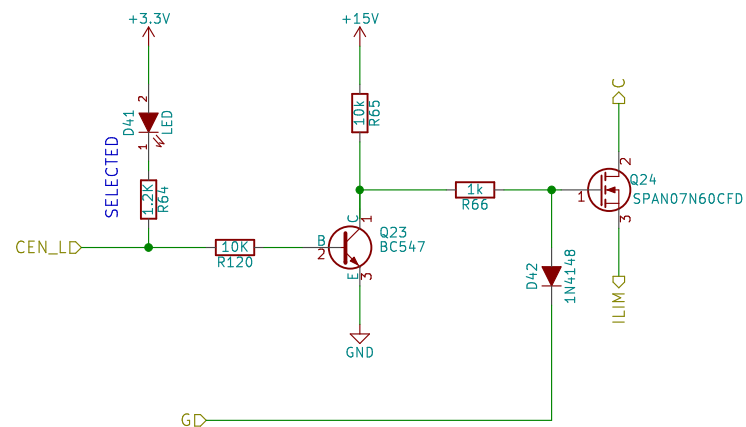 +3.3V
+15V
2
D41
LED
1
SELECTED
1.2K
R64
10k
R65
C
2
1k
R66
Q24
1
SPAN07N60CFD
3
C
1
CEN_L
10K
R120
B
2
Q23
BC547
E
3
D42
1N4148
ILIM
GND
G